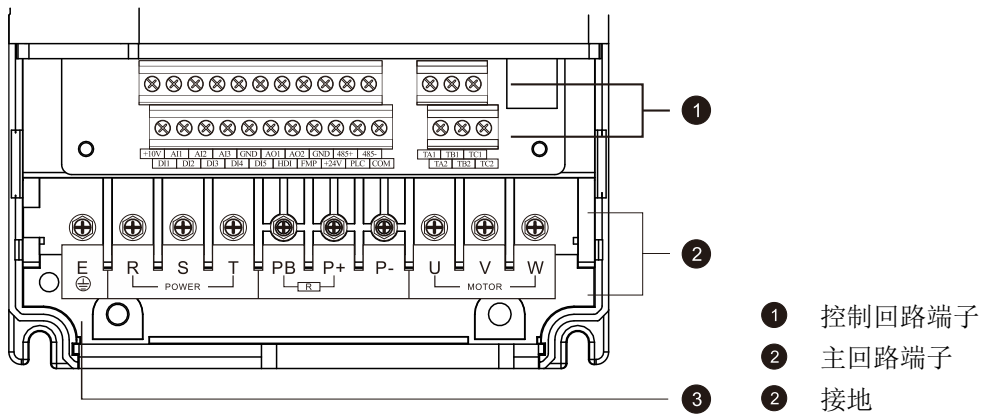 +10V AI1 AI2 AI3 GND AO1 AO2 GND 485+ 485- TA1 TB1 TC1
DI1 DI2 DI3 DI4 DI5 HDI FMP +24V PLC COM TA2 TB2 TC2
1
E R S T PB P+ P- U V W
POWER R MOTOR
2
3
1 控制回路端子
2 主回路端子
2 接地